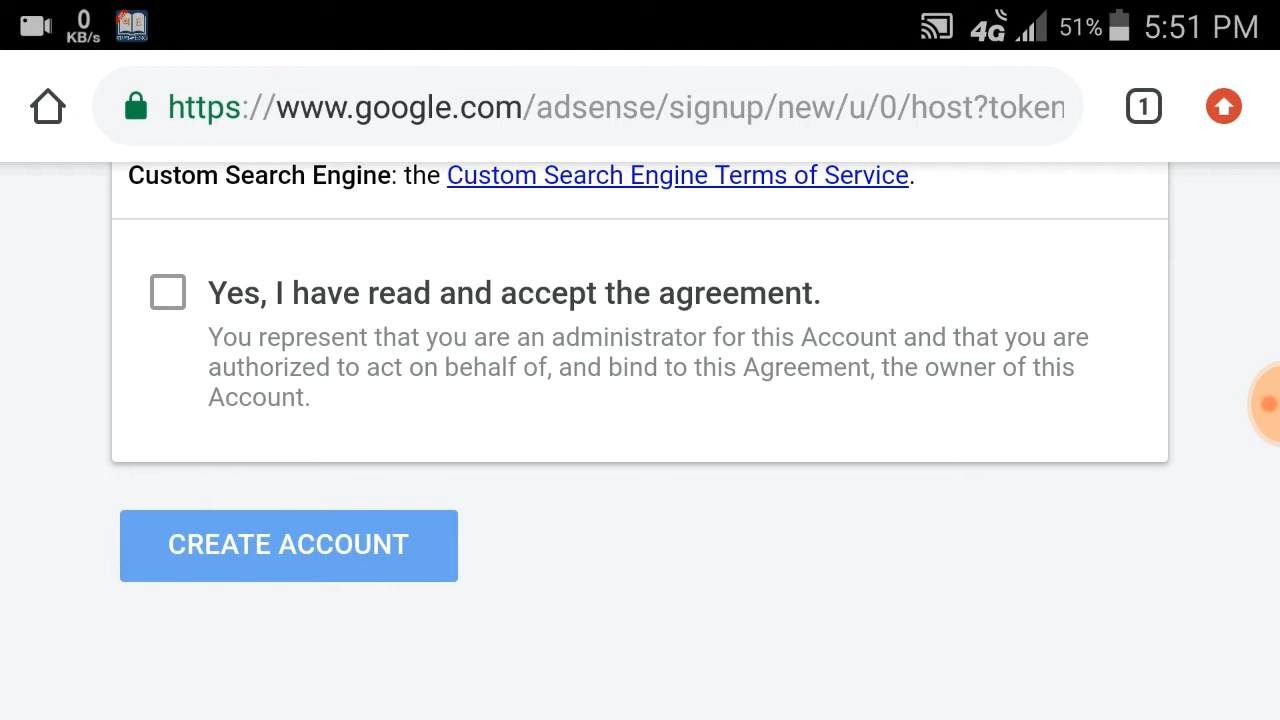 0
KB/s
4G
51%
5:51 PM
https://www.google.com/adsense/signup/new/u/0/host?token
1
Custom Search Engine: the Custom Search Engine Terms of Service.
Yes, I have read and accept the agreement.
You represent that you are an administrator for this Account and that you are
authorized to act on behalf of, and bind to this Agreement, the owner of this
Account.
CREATE ACCOUNT